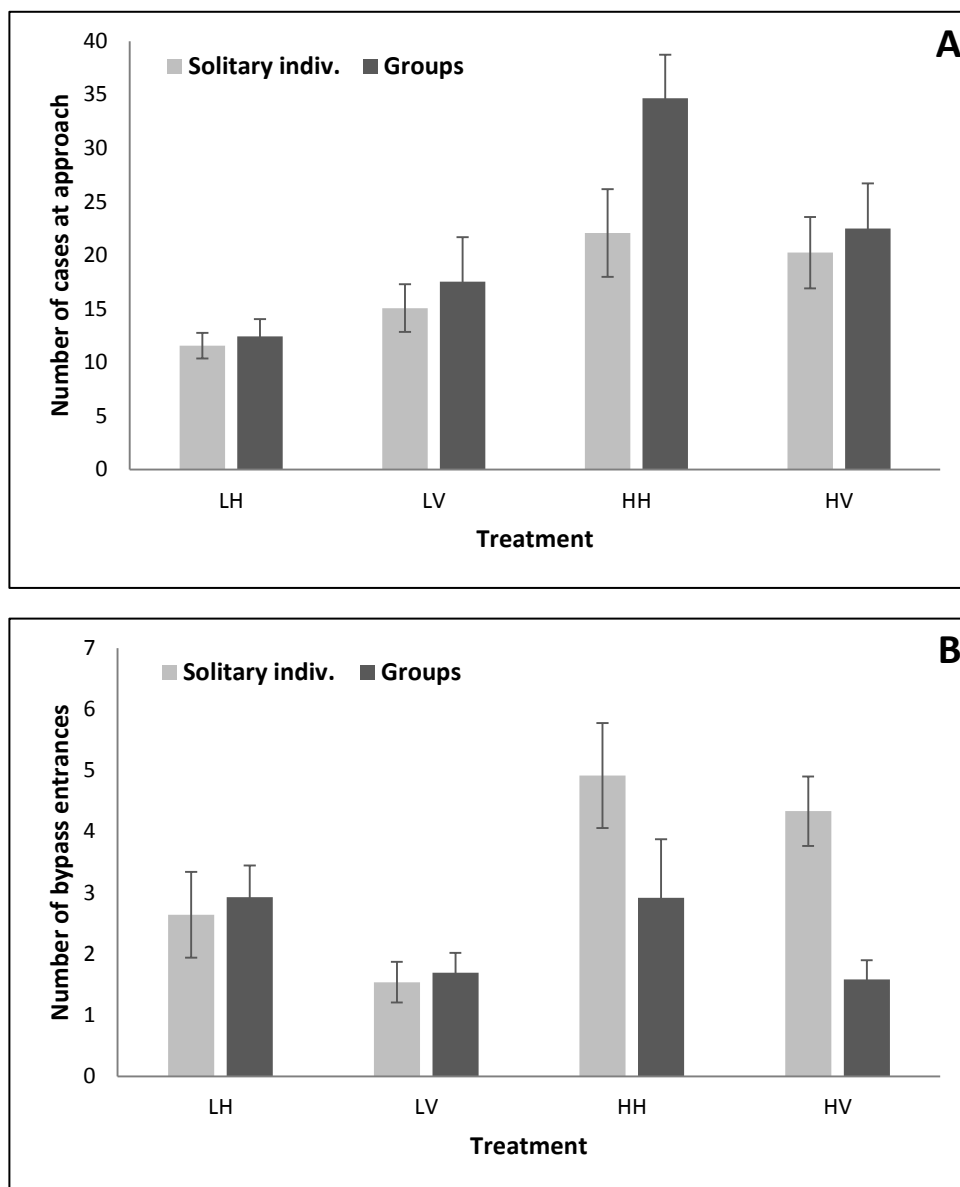 A
Solitary indiv. Groups
40
35
30
25
20
15
10
5
0
Number of cases at approach
LH LV HH HV
Treatment
B
Solitary indiv. Groups
7
6
5
4
3
2
1
0
Number of bypass entrances
LH LV HH HV
Treatment